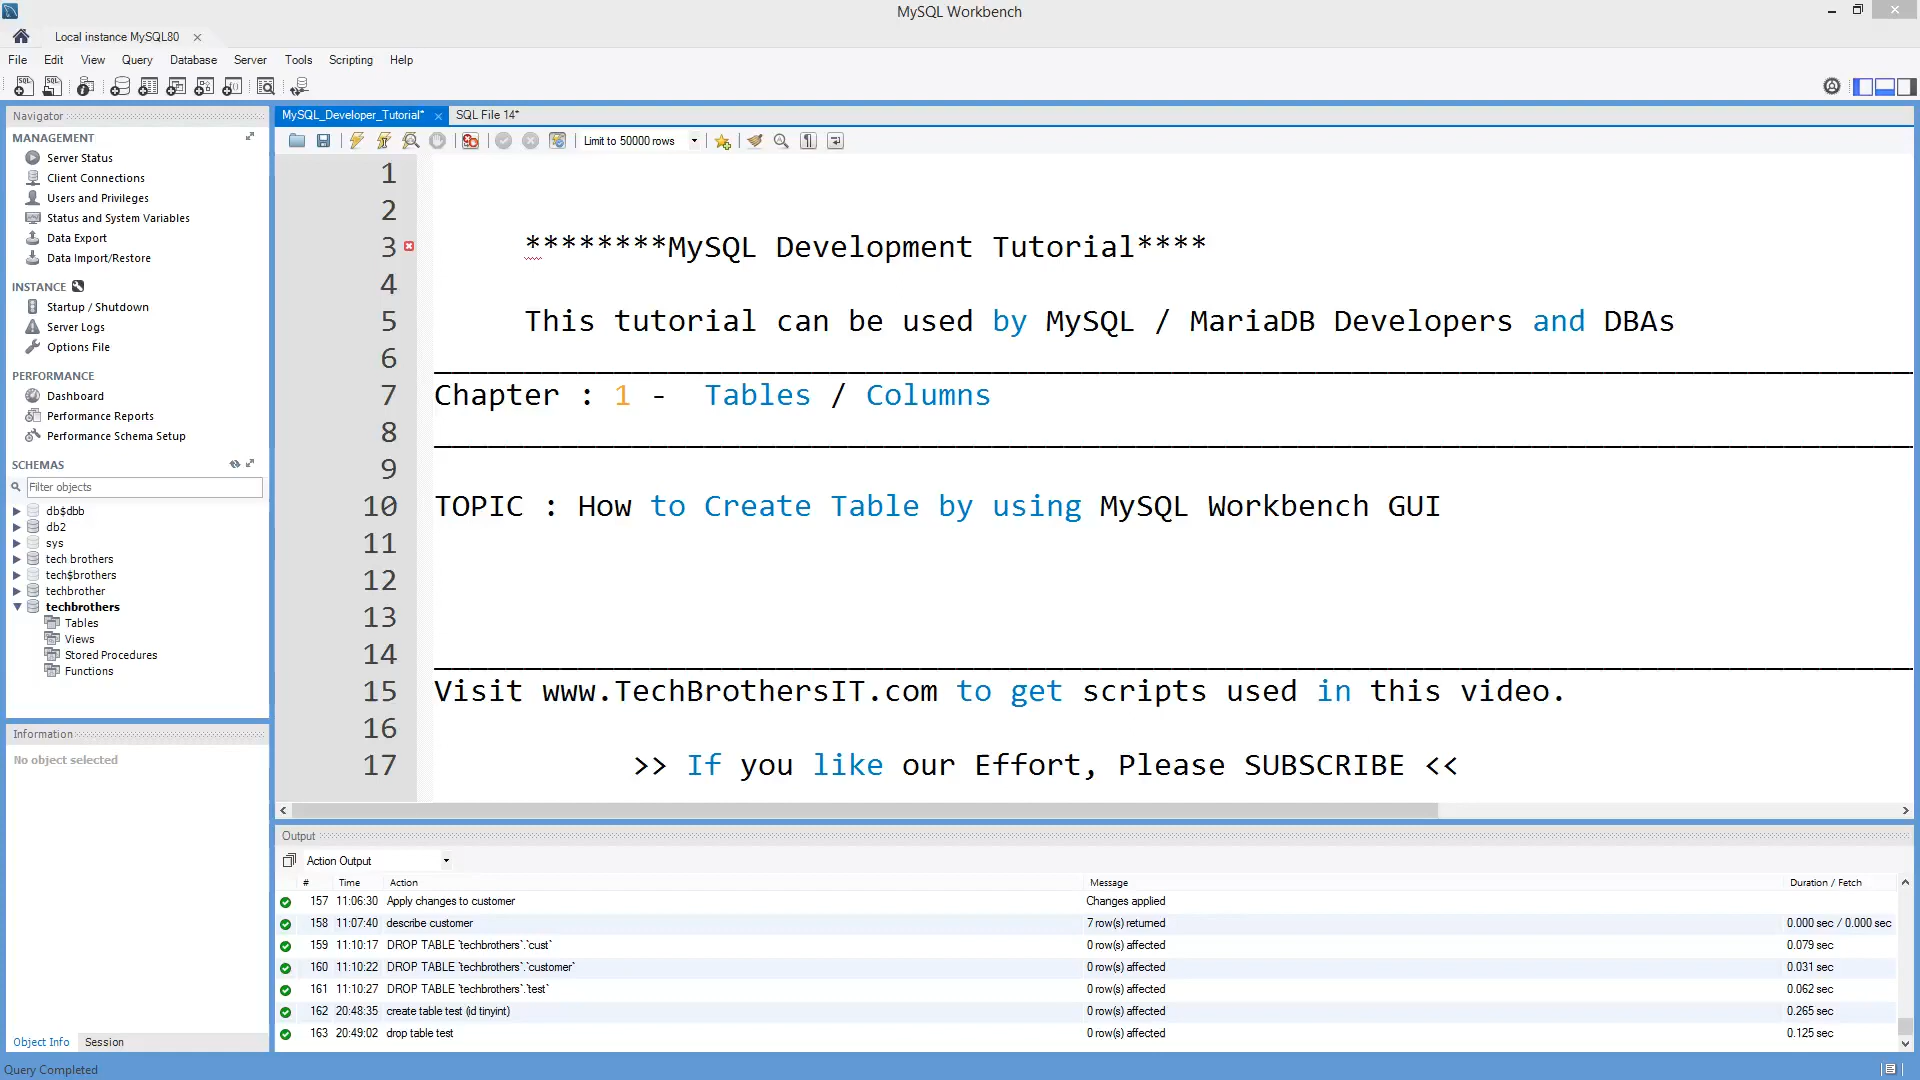 MySQL Workbench
Local instance MySQL80
File Edit View Query Database Server Tools Scripting Help
Navigator
MANAGEMENT
Server Status
Client Connections
Users and Privileges
Status and System Variables
Data Export
Data Import/Restore
INSTANCE
Startup / Shutdown
Server Logs
Options File
PERFORMANCE
Dashboard
Performance Reports
Performance Schema Setup
SCHEMAS
Filter objects
db$dbb
db2
sys
tech brothers
tech$brothers
techbrother
techbrothers
Tables
Views
Stored Procedures
Functions
Information
No object selected
Object Info Session
MySQL_Developer_Tutorial* SQL File 14*
Limit to 50000 rows
1
2
3 ********MySQL Development Tutorial****
4
5 This tutorial can be used by MySQL / MariaDB Developers and DBAs
6
7 Chapter : 1 - Tables / Columns
8
9
10 TOPIC : How to Create Table by using MySQL Workbench GUI
11
12
13
14
15 Visit www.TechBrothersIT.com to get scripts used in this video.
16
17 >> If you like our Effort, Please SUBSCRIBE <<
Output
Action Output
# Time Action Message Duration / Fetch
157 11:06:30 Apply changes to customer Changes applied
158 11:07:40 describe customer 7 row(s) returned 0.000 sec / 0.000 sec
159 11:10:17 DROP TABLE `techbrothers`.`cust` 0 row(s) affected 0.079 sec
160 11:10:22 DROP TABLE `techbrothers`.`customer` 0 row(s) affected 0.031 sec
161 11:10:27 DROP TABLE `techbrothers`.`test` 0 row(s) affected 0.062 sec
162 20:48:35 create table test (id tinyint) 0 row(s) affected 0.265 sec
163 20:49:02 drop table test 0 row(s) affected 0.125 sec
Query Completed